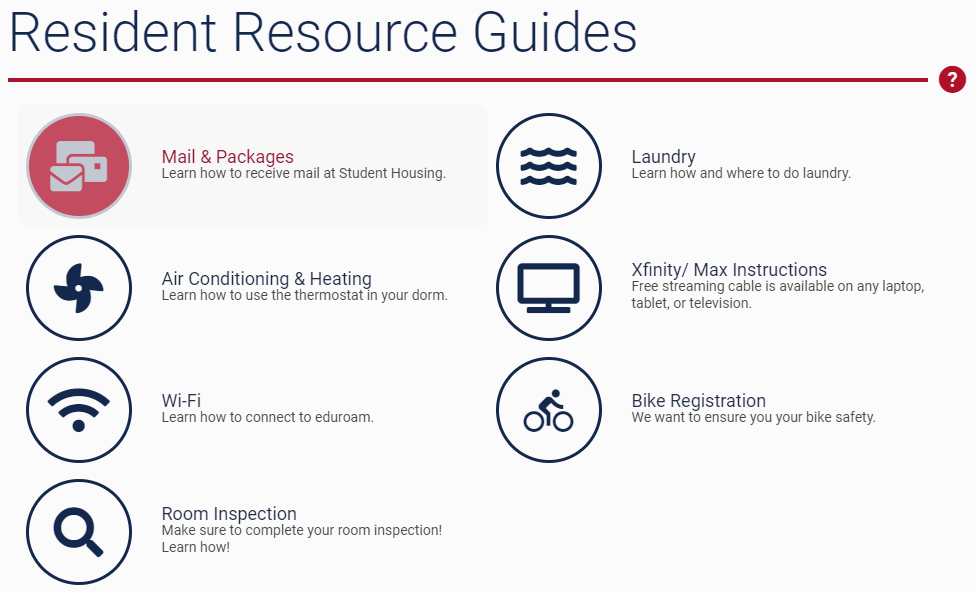 Resident Resource Guides
?
Mail & Packages
Learn how to receive mail at Student Housing.
Laundry
Learn how and where to do laundry.
Air Conditioning & Heating
Learn how to use the thermostat in your dorm.
Xfinity/ Max Instructions
Free streaming cable is available on any laptop,
tablet, or television.
Wi-Fi
Learn how to connect to eduroam.
Bike Registration
We want to ensure you your bike safety.
Room Inspection
Make sure to complete your room inspection!
Learn how!